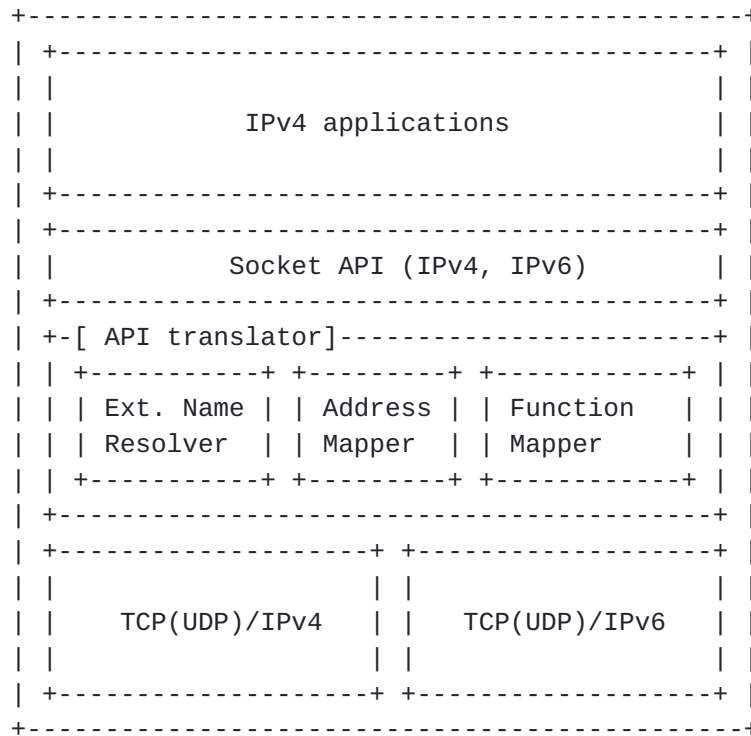 IPv4 applications
Socket API (IPv4, IPv6)
[ API translator]
Ext. Name Address Function
Resolver Mapper Mapper
TCP(UDP)/IPv4 TCP(UDP)/IPv6